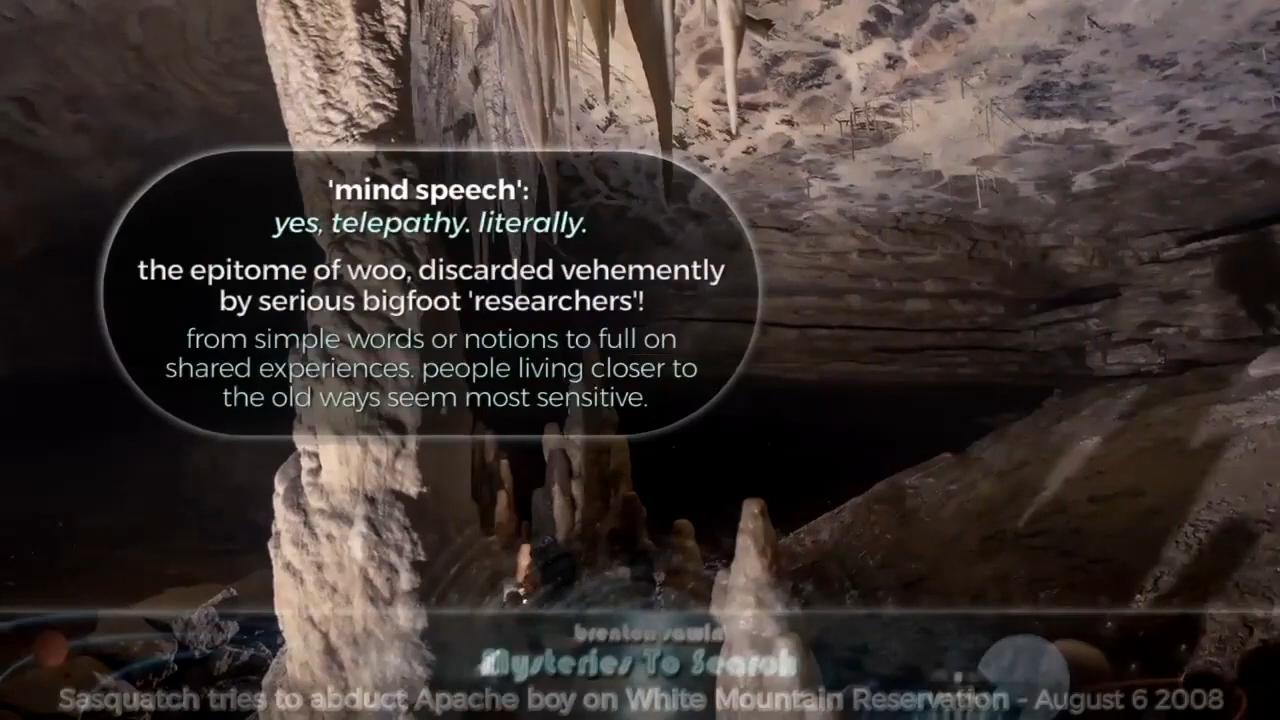 'mind speech':
yes, telepathy. literally.
the epitome of woo, discarded vehemently
by serious bigfoot 'researchers'!
from simple words or notions to full on
shared experiences. people living closer to
the old ways seem most sensitive.
brenton sawin
Mysteries To Search
Sasquatch tries to abduct Apache boy on White Mountain Reservation - August 6 2008